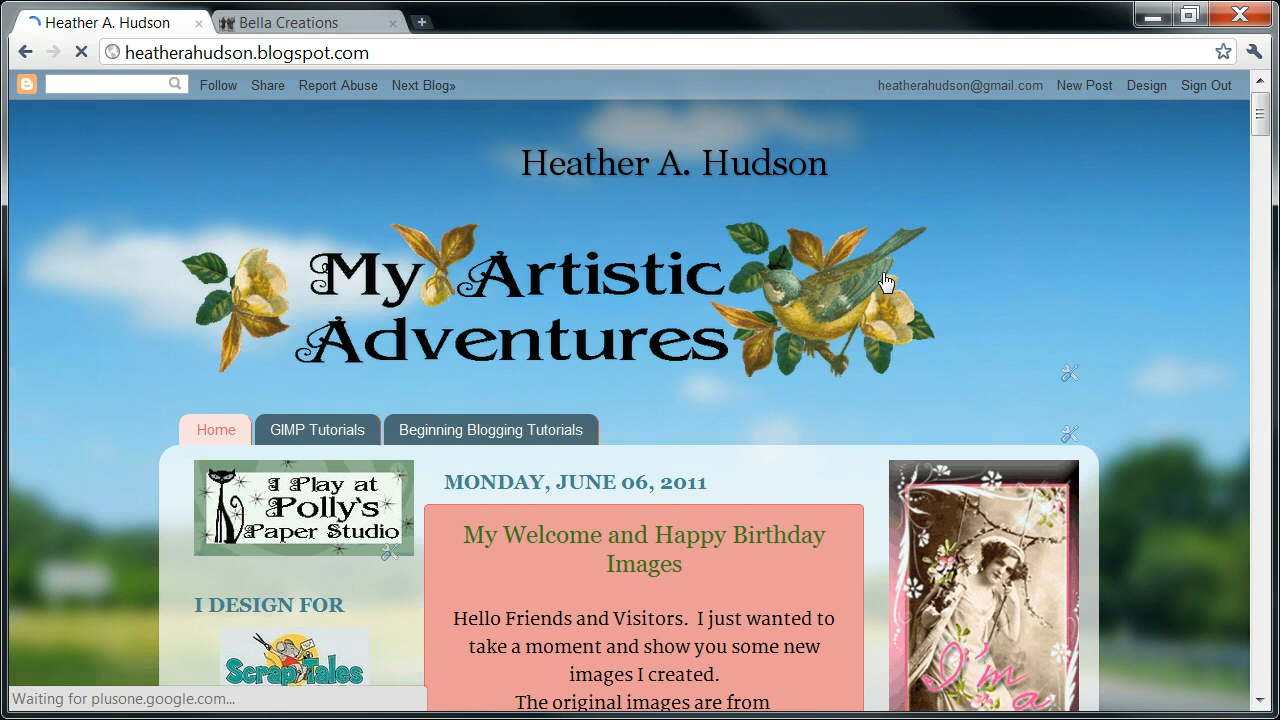 Heather A. Hudson
Bella Creations
heatherahudson.blogspot.com
Follow Share Report Abuse Next Blog» heatherahudson@gmail.com New Post Design Sign Out
Heather A. Hudson
My Artistic
Adventures
Home GIMP Tutorials Beginning Blogging Tutorials
I Play at
Polly's
Paper Studio
I DESIGN FOR
Scrap Tales
MONDAY, JUNE 06, 2011
My Welcome and Happy Birthday
Images
Hello Friends and Visitors. I just wanted to
take a moment and show you some new
images I created.
The original images are from
I'm
a
Waiting for plusone.google.com...